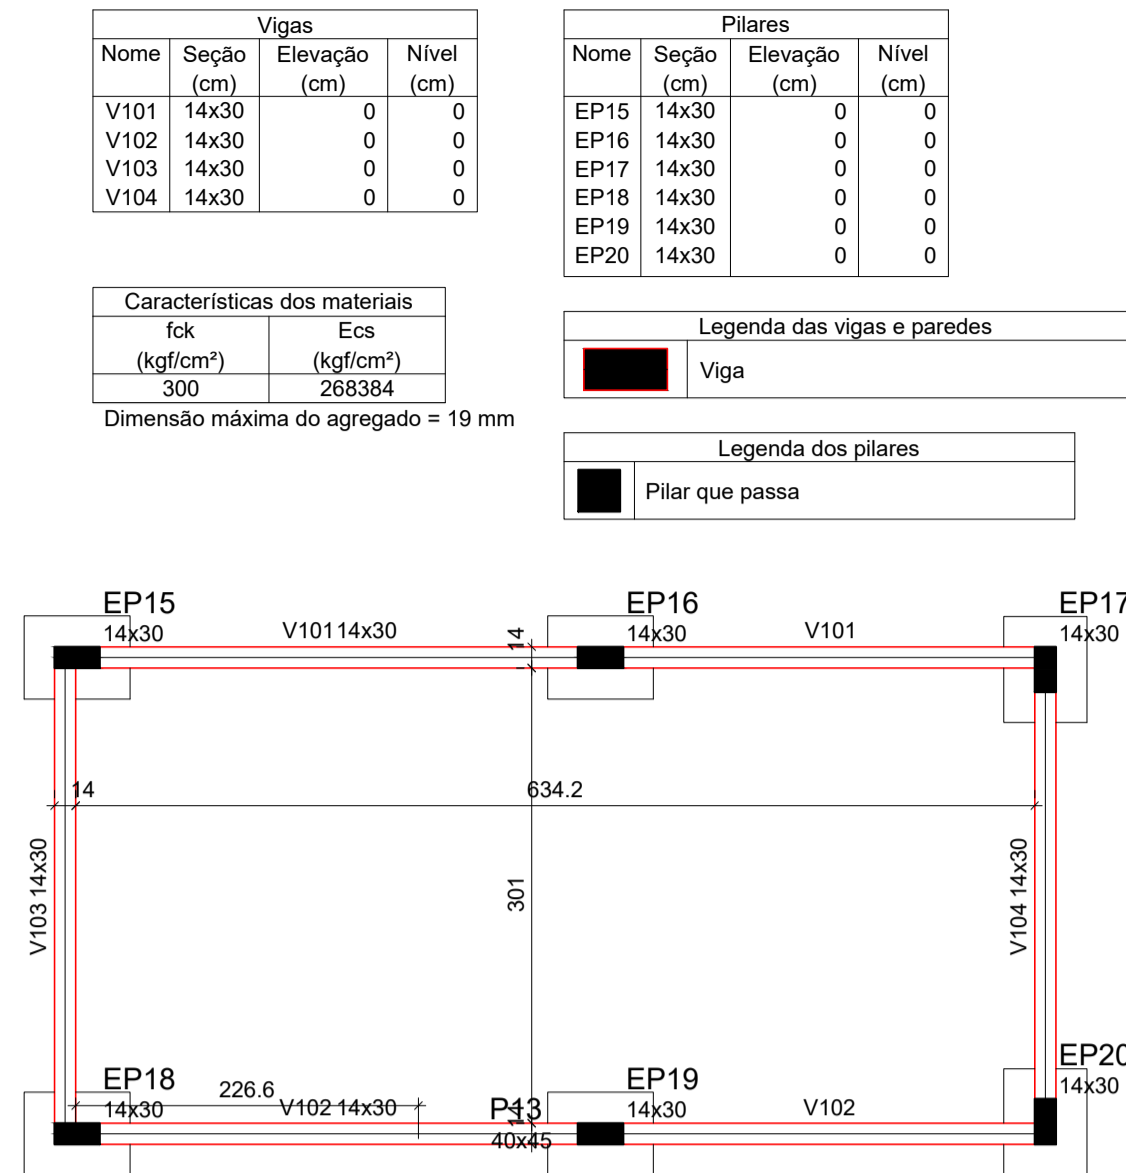 Vigas
Nome Seção Elevação Nível
(cm) (cm) (cm)
V101 14x30 0 0
V102 14x30 0 0
V103 14x30 0 0
V104 14x30 0 0
Pilares
Nome Seção Elevação Nível
(cm) (cm) (cm)
EP15 14x30 0 0
EP16 14x30 0 0
EP17 14x30 0 0
EP18 14x30 0 0
EP19 14x30 0 0
EP20 14x30 0 0
Características dos materiais
fck Ecs
(kgf/cm²) (kgf/cm²)
300 268384
Dimensão máxima do agregado = 19 mm
Legenda das vigas e paredes
Viga
Legenda dos pilares
Pilar que passa
EP15
14x30
V101 14x30
14
EP16
14x30
V101
EP17
14x30
14
634.2
301
V103 14x30
V104 14x30
EP18
14x30
226.6
V102 14x30
P13
40x45
14
EP19
14x30
V102
EP20
14x30